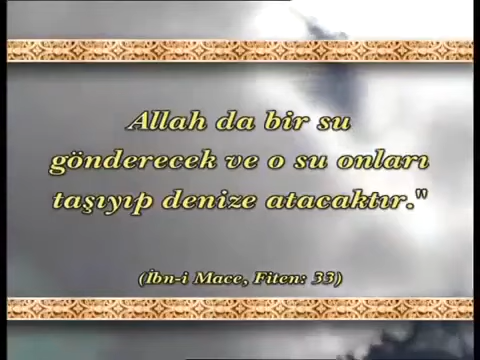 Allah da bir su
gönderecek ve o su onları
taşıyıp denize atacaktır."
(İbn-i Mace, Fiten: 33)